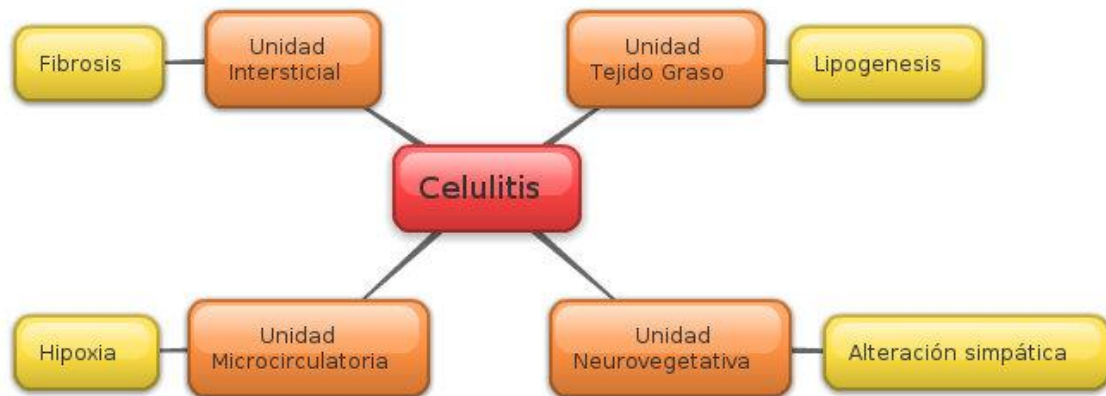 Fibrosis
Unidad
Intersticial
Unidad
Tejido Graso
Lipogenesis
Celulitis
Hipoxia
Unidad
Microcirculatoria
Unidad
Neurovegetativa
Alteración simpática